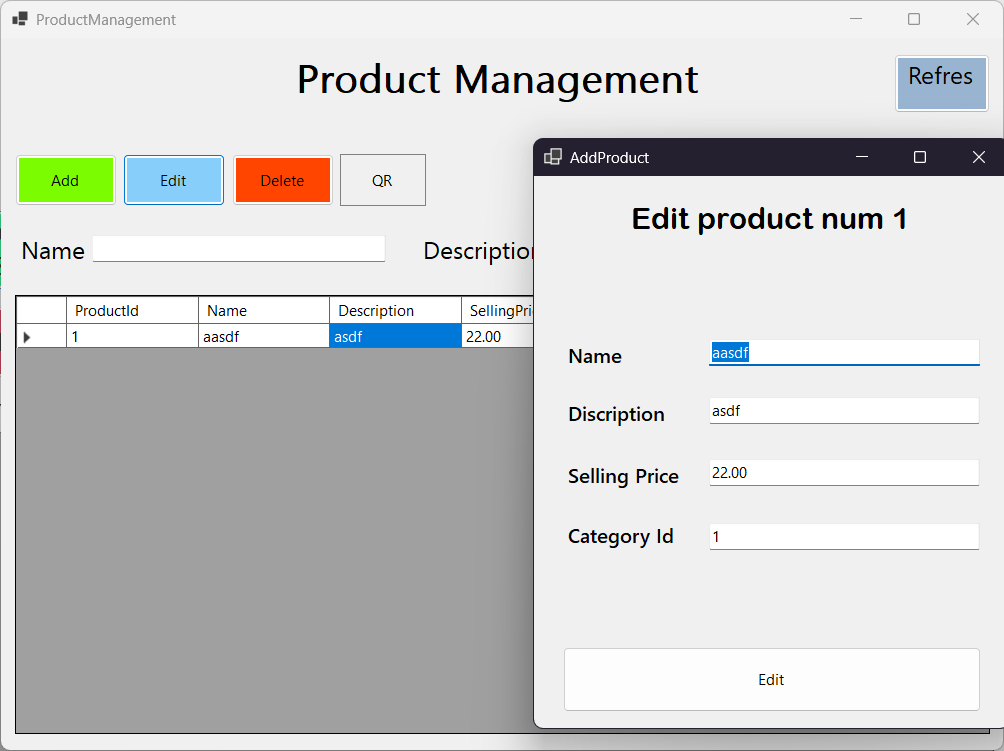 ProductManagement
Product Management
Refres
Add Edit Delete QR
Name Description
ProductId Name Description SellingPri
1 aasdf asdf 22.00
AddProduct
Edit product num 1
Name aasdf
Discription asdf
Selling Price 22.00
Category Id 1
Edit